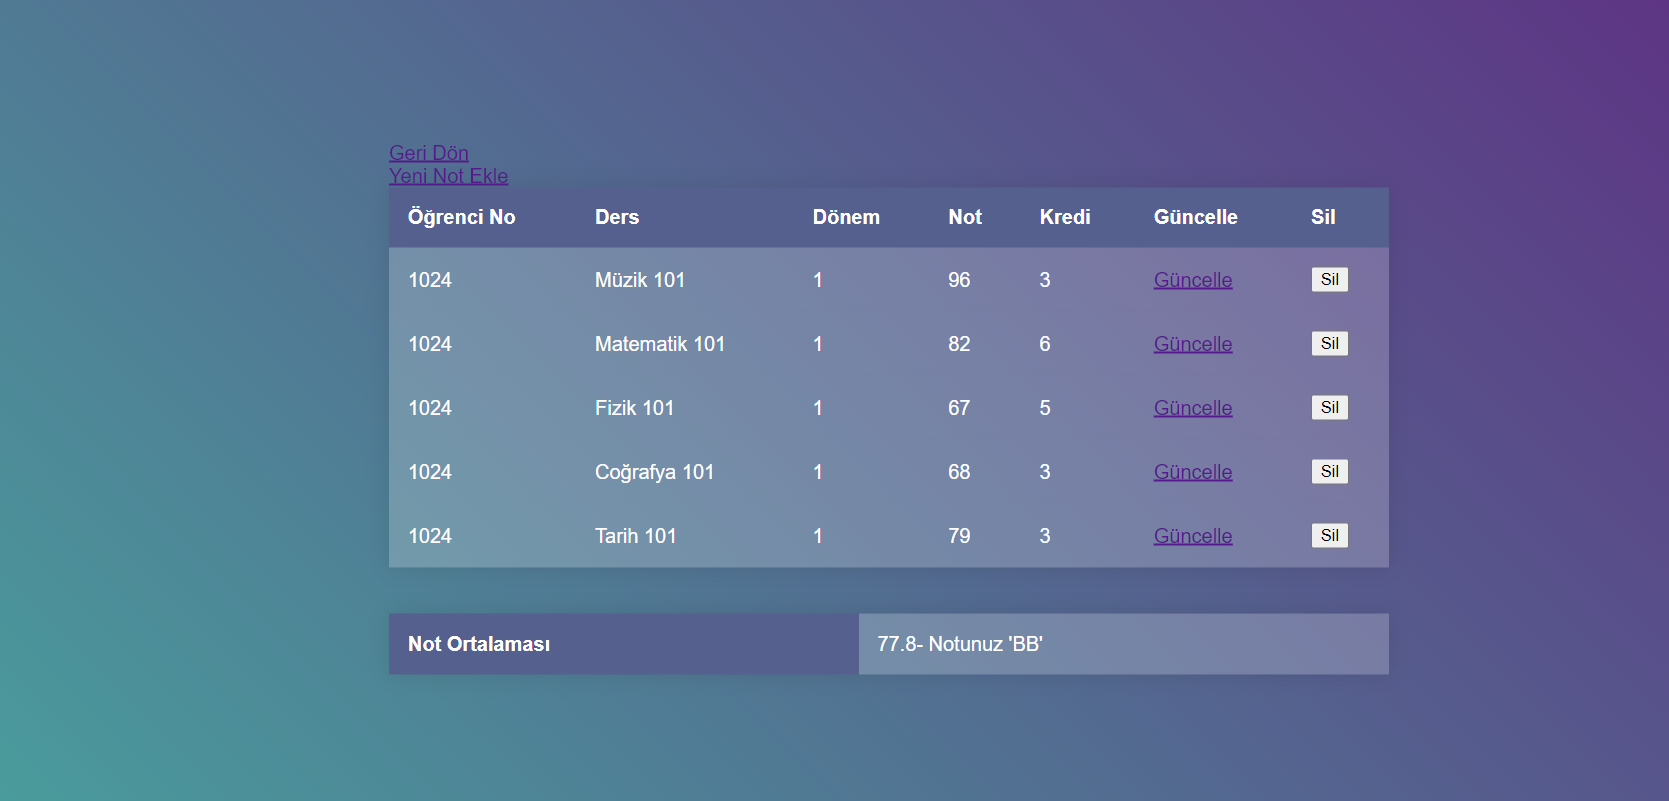 Geri Dön
Yeni Not Ekle
Öğrenci No Ders Dönem Not Kredi Güncelle Sil
1024 Müzik 101 1 96 3 Güncelle Sil
1024 Matematik 101 1 82 6 Güncelle Sil
1024 Fizik 101 1 67 5 Güncelle Sil
1024 Coğrafya 101 1 68 3 Güncelle Sil
1024 Tarih 101 1 79 3 Güncelle Sil
Not Ortalaması 77.8- Notunuz 'BB'